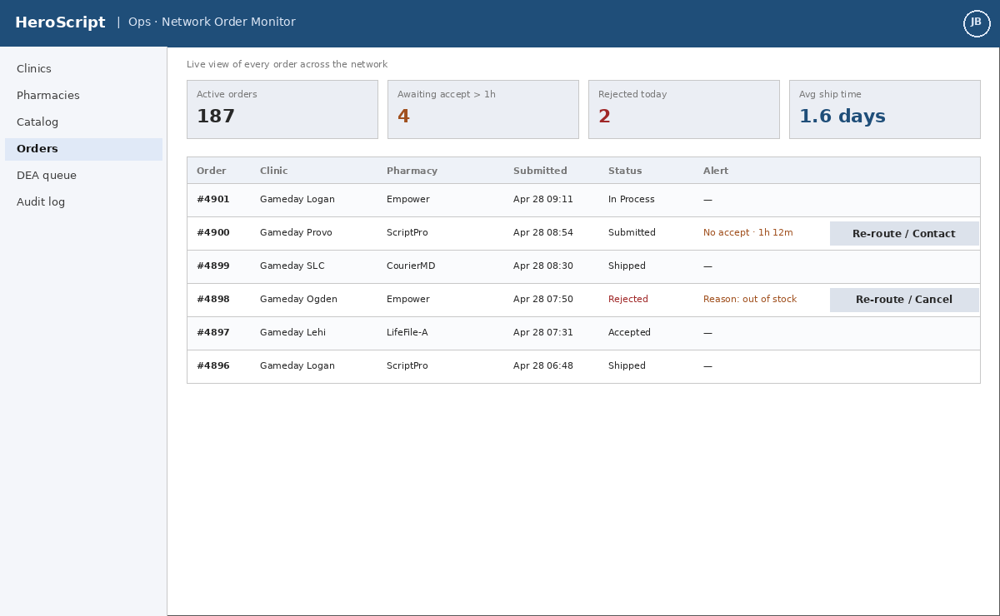 HeroScript | Ops · Network Order Monitor JB
Clinics
Pharmacies
Catalog
Orders
DEA queue
Audit log
Live view of every order across the network
Active orders
187
Awaiting accept > 1h
4
Rejected today
2
Avg ship time
1.6 days
Order Clinic Pharmacy Submitted Status Alert
#4901 Gameday Logan Empower Apr 28 09:11 In Process —
#4900 Gameday Provo ScriptPro Apr 28 08:54 Submitted No accept · 1h 12m Re-route / Contact
#4899 Gameday SLC CourierMD Apr 28 08:30 Shipped —
#4898 Gameday Ogden Empower Apr 28 07:50 Rejected Reason: out of stock Re-route / Cancel
#4897 Gameday Lehi LifeFile-A Apr 28 07:31 Accepted —
#4896 Gameday Logan ScriptPro Apr 28 06:48 Shipped —